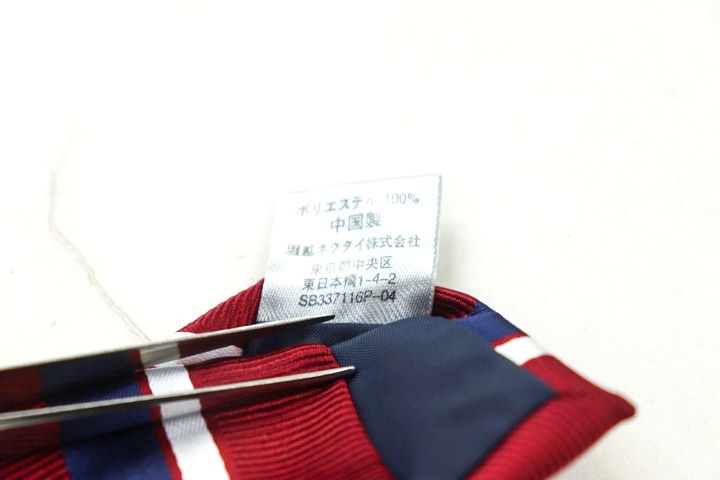 ポリエステル 100%
中国製
ネクタイ株式会社
東京都中央区
東日本橋1-4-2
SB337116P-04